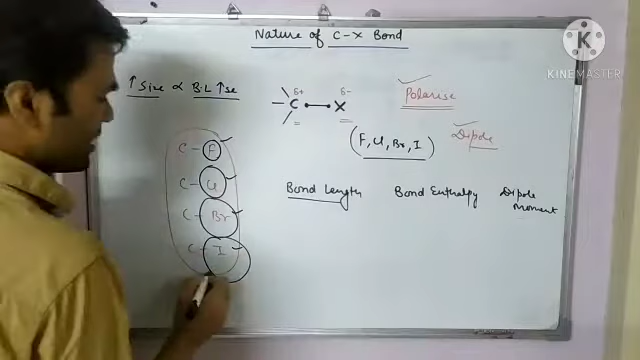 Nature of C-X Bond
KINEMASTER
↑ Size ∝ B.L ↑se
δ+ δ-
C X
Polarise
(F, Cl, Br, I)
Dipole
C - F
C - Cl
C - Br
C - I
Bond Length Bond Enthalpy Dipole
Moment